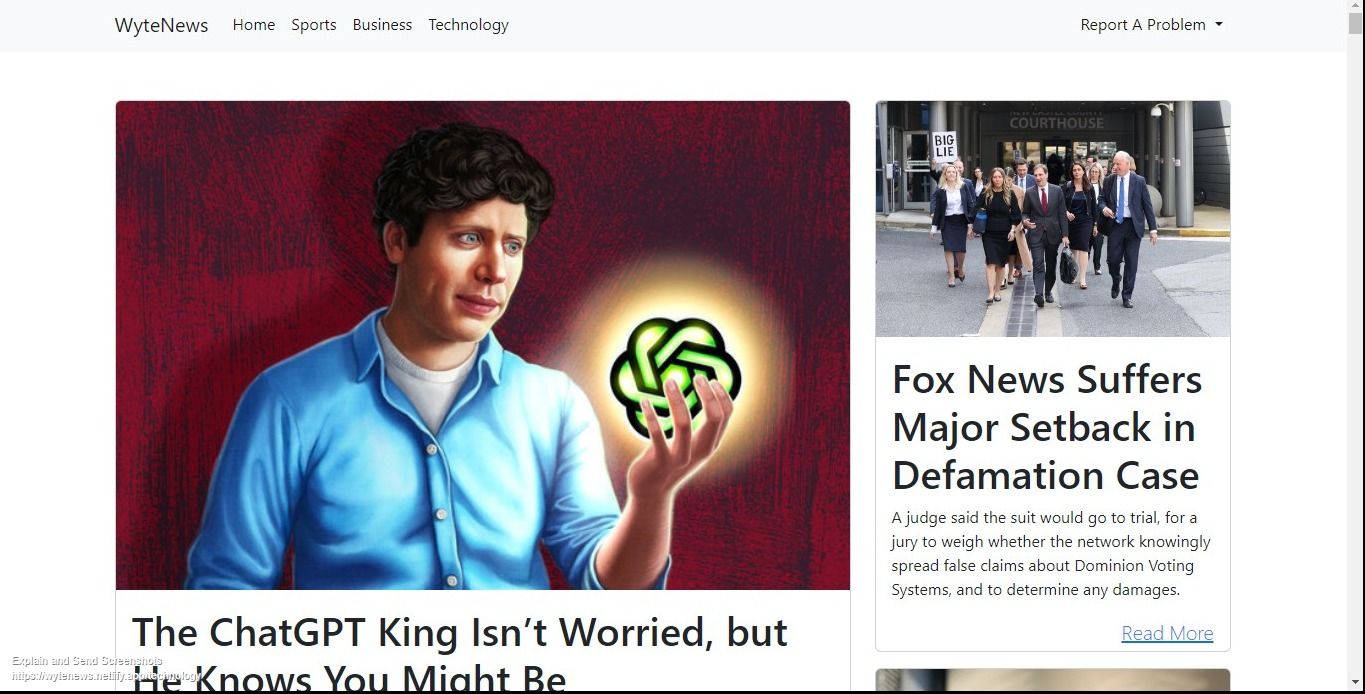 WyteNews Home Sports Business Technology Report A Problem
COURTHOUSE
BIG
LIE
Fox News Suffers
Major Setback in
Defamation Case
A judge said the suit would go to trial, for a
jury to weigh whether the network knowingly
spread false claims about Dominion Voting
Systems, and to determine any damages.
Read More
The ChatGPT King Isn’t Worried, but
He Knows You Might Be
Explain and Send Screenshots
https://wytenews.netlify.app/technology